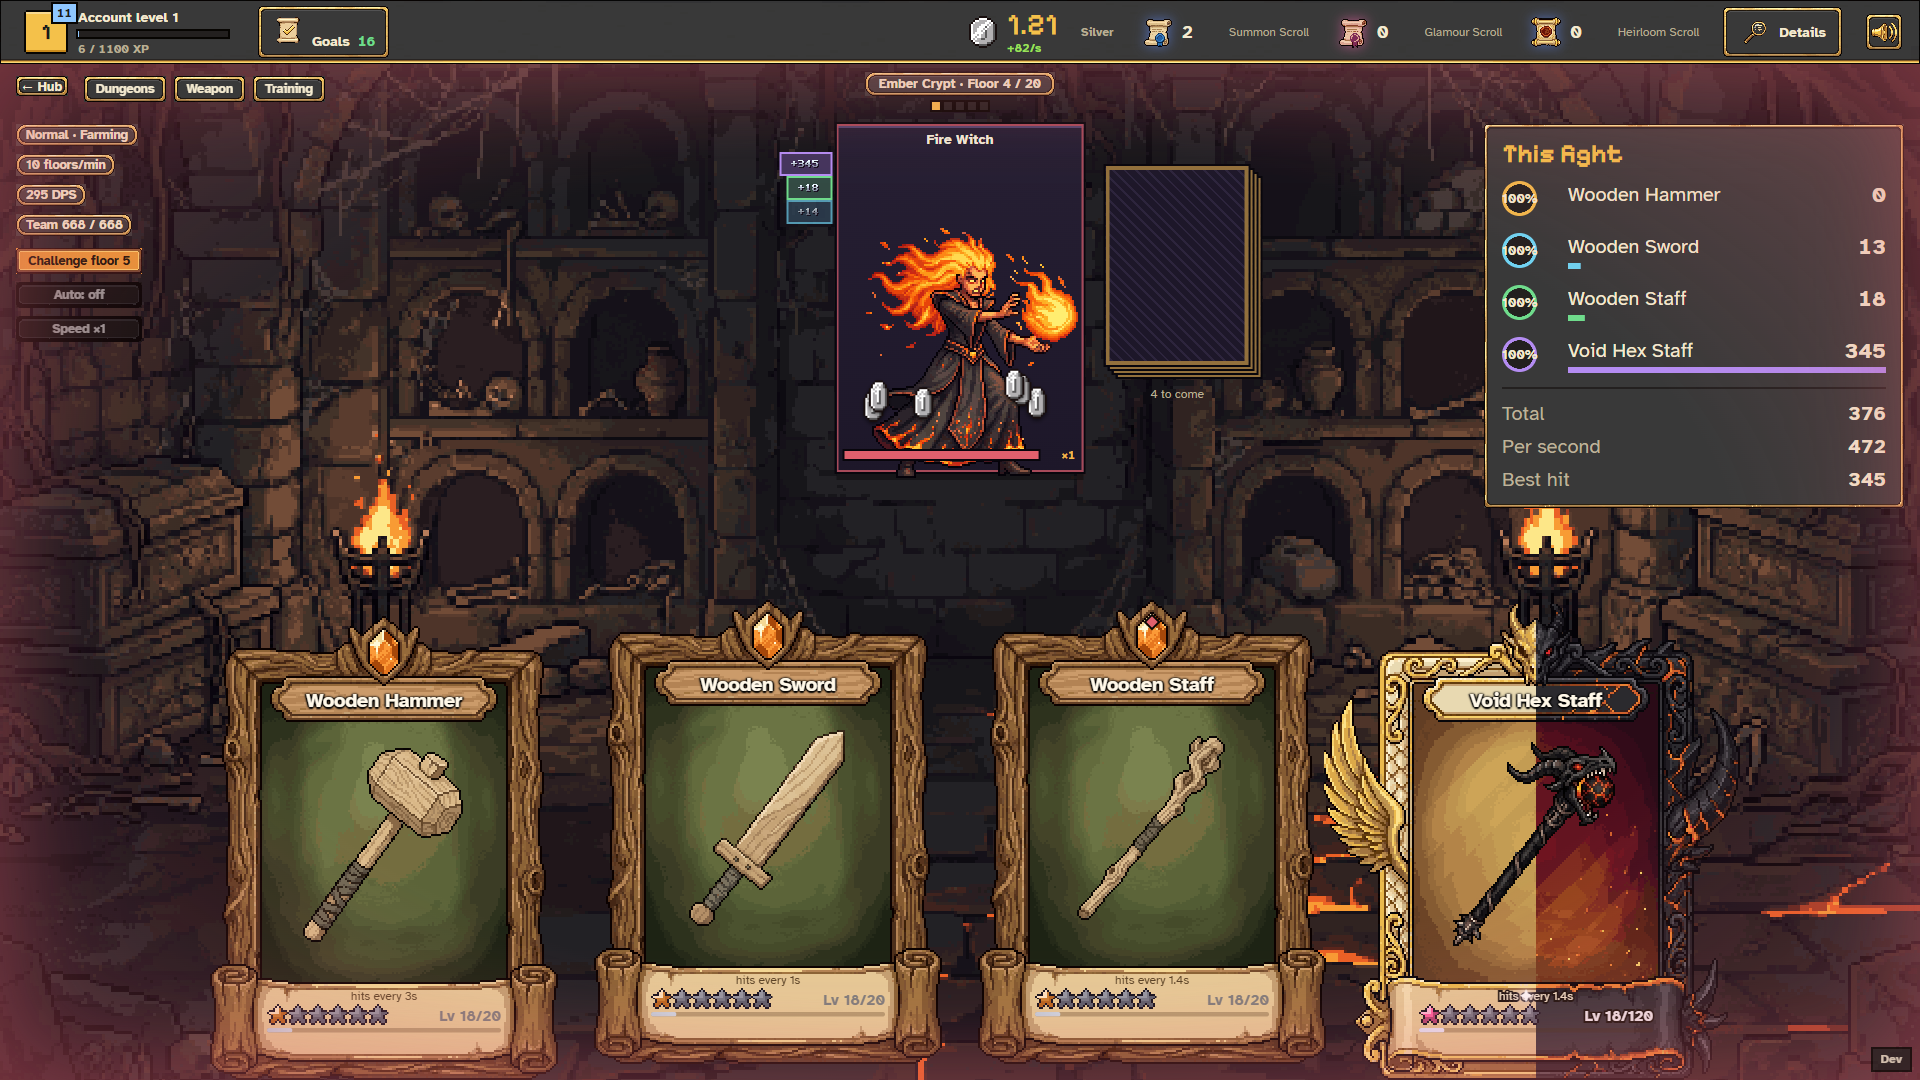 1
11
Account level 1
6 / 1100 XP
Goals 16
1.81
+82/s
Silver
2
Summon Scroll
0
Glamour Scroll
0
Heirloom Scroll
Details
← Hub
Dungeons
Weapon
Training
Ember Crypt · Floor 4 / 20
Normal · Farming
10 floors/min
295 DPS
Team 668 / 668
Challenge floor 5
Auto: off
Speed ×1
Fire Witch
+345
+18
+14
×1
4 to come
This fight
100%
Wooden Hammer
0
100%
Wooden Sword
13
100%
Wooden Staff
18
100%
Void Hex Staff
345
Total
376
Per second
472
Best hit
345
Wooden Hammer
hits every 3s
Lv 18/20
Wooden Sword
hits every 1s
Lv 18/20
Wooden Staff
hits every 1.4s
Lv 18/20
Void Hex Staff
hits every 1.4s
Lv 18/120
Dev